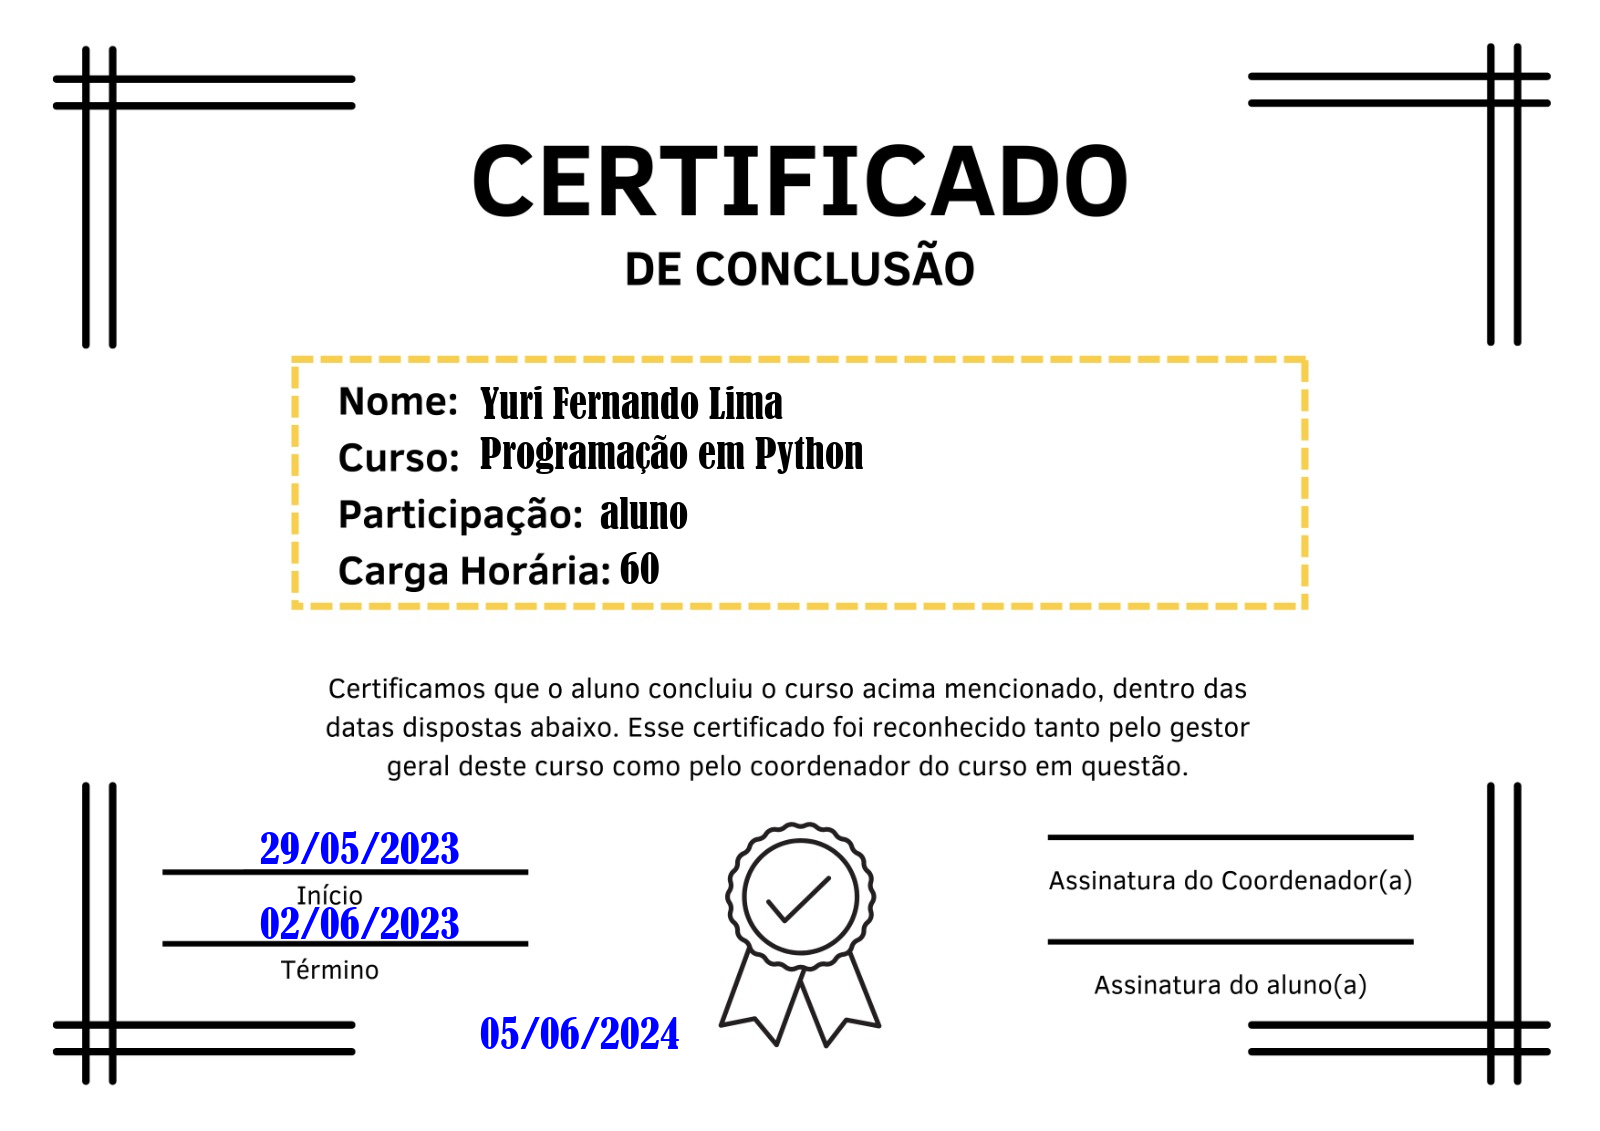 CERTIFICADO
DE CONCLUSÃO
Nome: Yuri Fernando Lima
Curso: Programação em Python
Participação: aluno
Carga Horária: 60
Certificamos que o aluno concluiu o curso acima mencionado, dentro das
datas dispostas abaixo. Esse certificado foi reconhecido tanto pelo gestor
geral deste curso como pelo coordenador do curso em questão.
29/05/2023
Início
02/06/2023
Término
05/06/2024
Assinatura do Coordenador(a)
Assinatura do aluno(a)